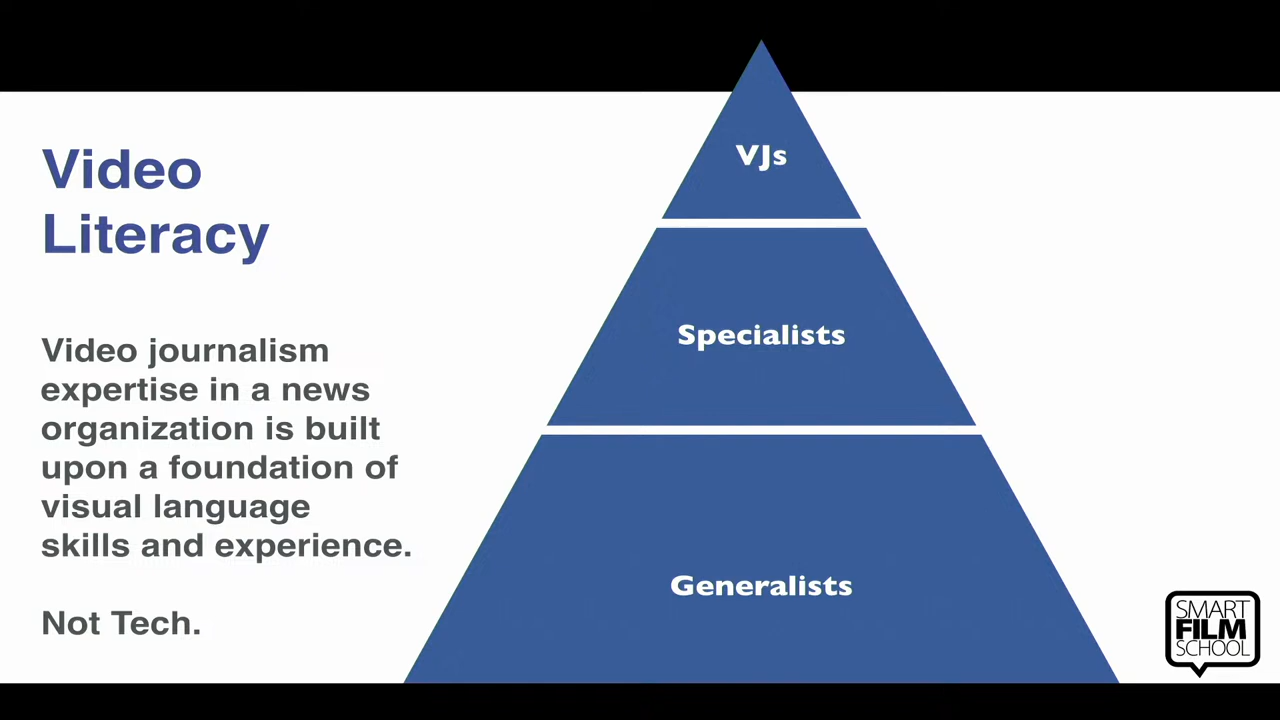 Video
Literacy
Video journalism
expertise in a news
organization is built
upon a foundation of
visual language
skills and experience.
Not Tech.
VJs
Specialists
Generalists
SMART
FILM
SCHOOL